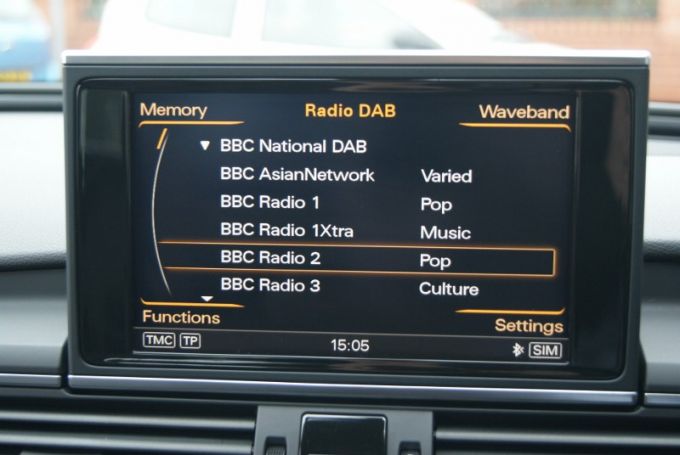 Memory Radio DAB Waveband
BBC National DAB
BBC AsianNetwork Varied
BBC Radio 1 Pop
BBC Radio 1Xtra Music
BBC Radio 2 Pop
BBC Radio 3 Culture
Functions Settings
TMC TP 15:05 SIM